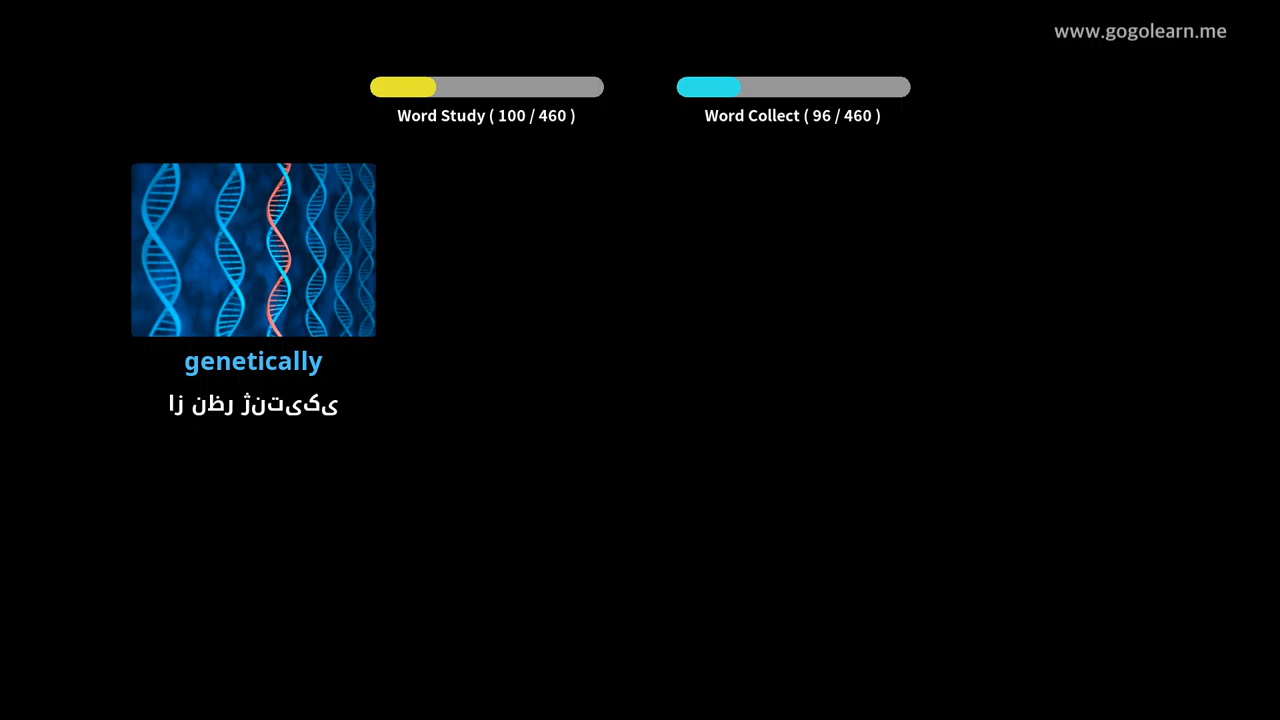 www.gogolearn.me
Word Study ( 100 / 460 )
Word Collect ( 96 / 460 )
genetically
از نظر ژنتیکی